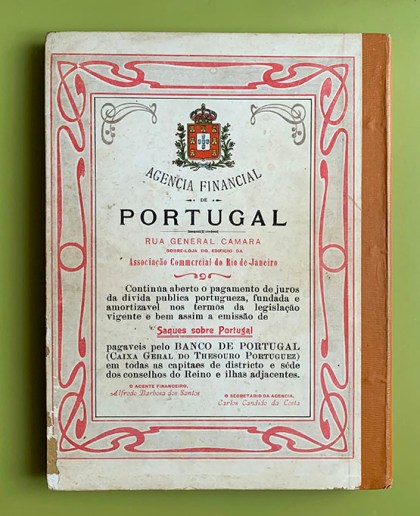 AGENCIA FINANCIAL
DE
PORTUGAL
RUA GENERAL CAMARA
SOBRE-LOJA DO EDIFICIO DA
Associação Commercial do Rio de Janeiro
Continúa aberto o pagamento de juros
da divida publica portugueza, fundada e
amortizavel nos termos da legislação
vigente e bem assim a emissão de
Saques sobre Portugal
pagaveis pelo BANCO DE PORTUGAL
(CAIXA GERAL DO THESOURO PORTUGUEZ)
em todas as capitaes de districto e séde
dos conselhos do Reino e ilhas adjacentes.
O AGENTE FINANCEIRO,
Alfredo Barbosa dos Santos
O SECRETARIO DA AGENCIA,
Carlos Candido da Costa